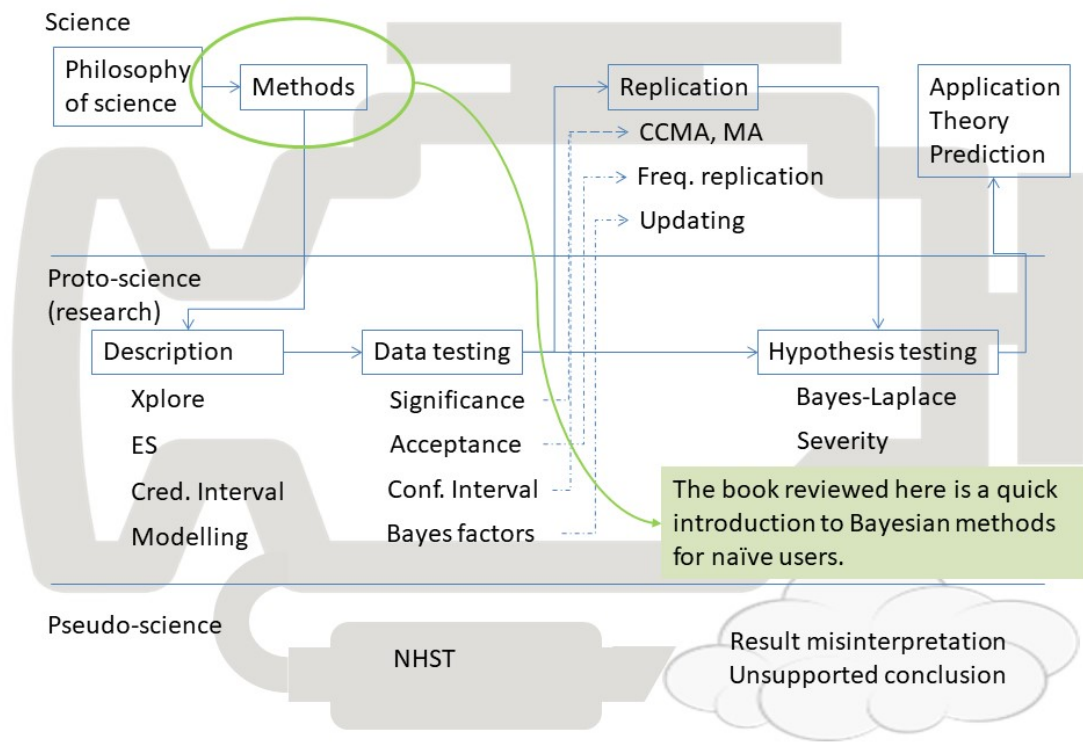 Science
Philosophy
of science
Methods
Replication
CCMA, MA
Freq. replication
Updating
Application
Theory
Prediction
Proto-science
(research)
Description
Xplore
ES
Cred. Interval
Modelling
Data testing
Significance
Acceptance
Conf. Interval
Bayes factors
Hypothesis testing
Bayes-Laplace
Severity
The book reviewed here is a quick
introduction to Bayesian methods
for naïve users.
Pseudo-science
NHST
Result misinterpretation
Unsupported conclusion